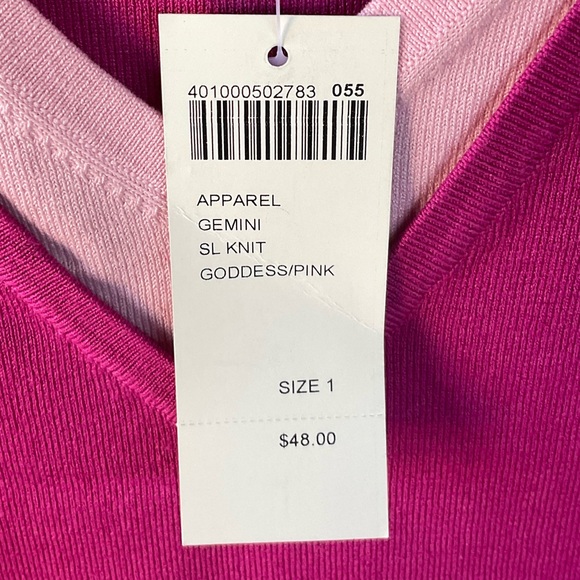 401000502783 055
APPAREL
GEMINI
SL KNIT
GODDESS/PINK
SIZE 1
$48.00